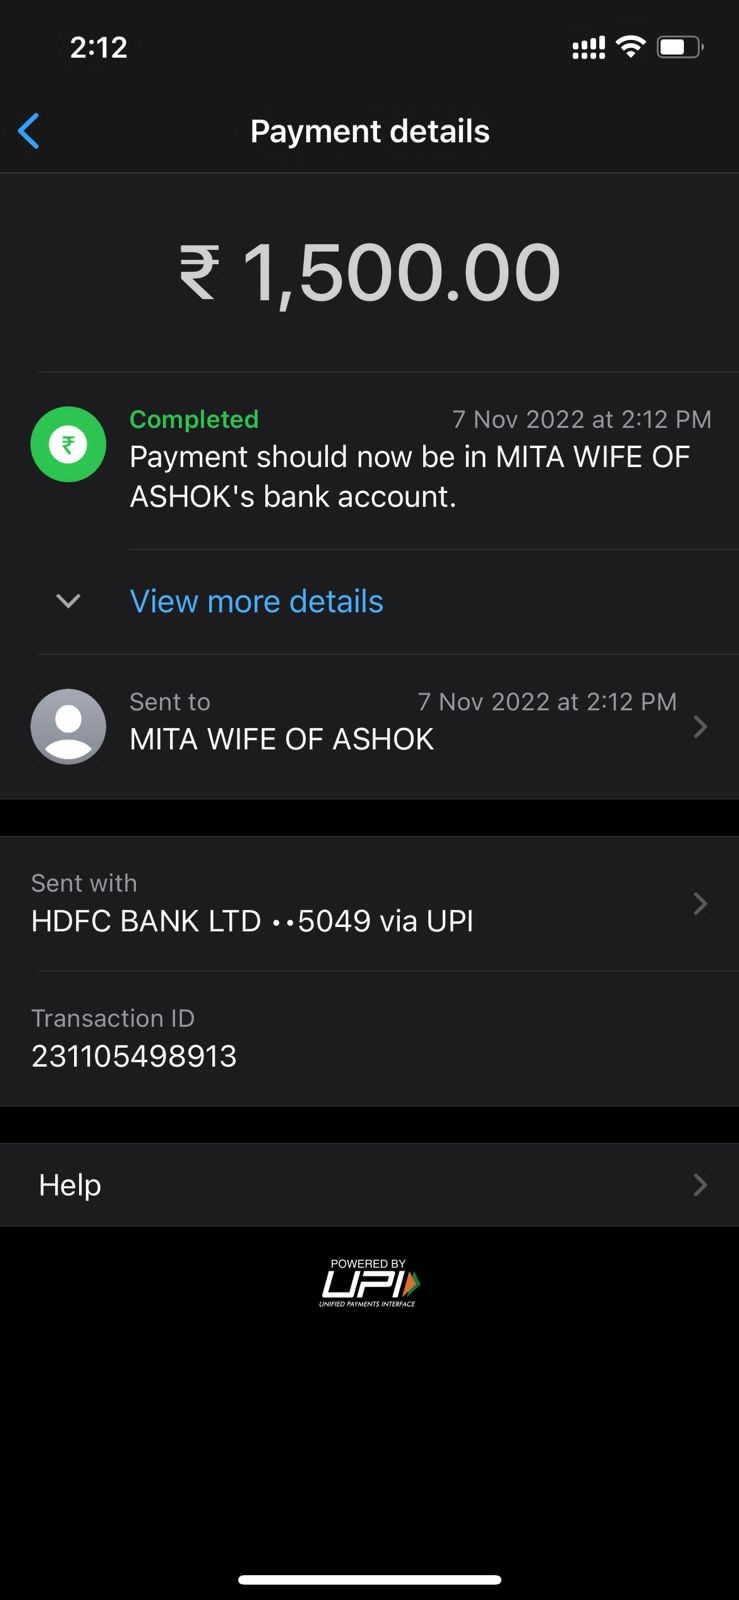 2:12
Payment details
₹ 1,500.00
Completed 7 Nov 2022 at 2:12 PM
Payment should now be in MITA WIFE OF
ASHOK's bank account.
View more details
Sent to 7 Nov 2022 at 2:12 PM
MITA WIFE OF ASHOK
Sent with
HDFC BANK LTD ••5049 via UPI
Transaction ID
231105498913
Help
POWERED BY
UPI
UNIFIED PAYMENTS INTERFACE